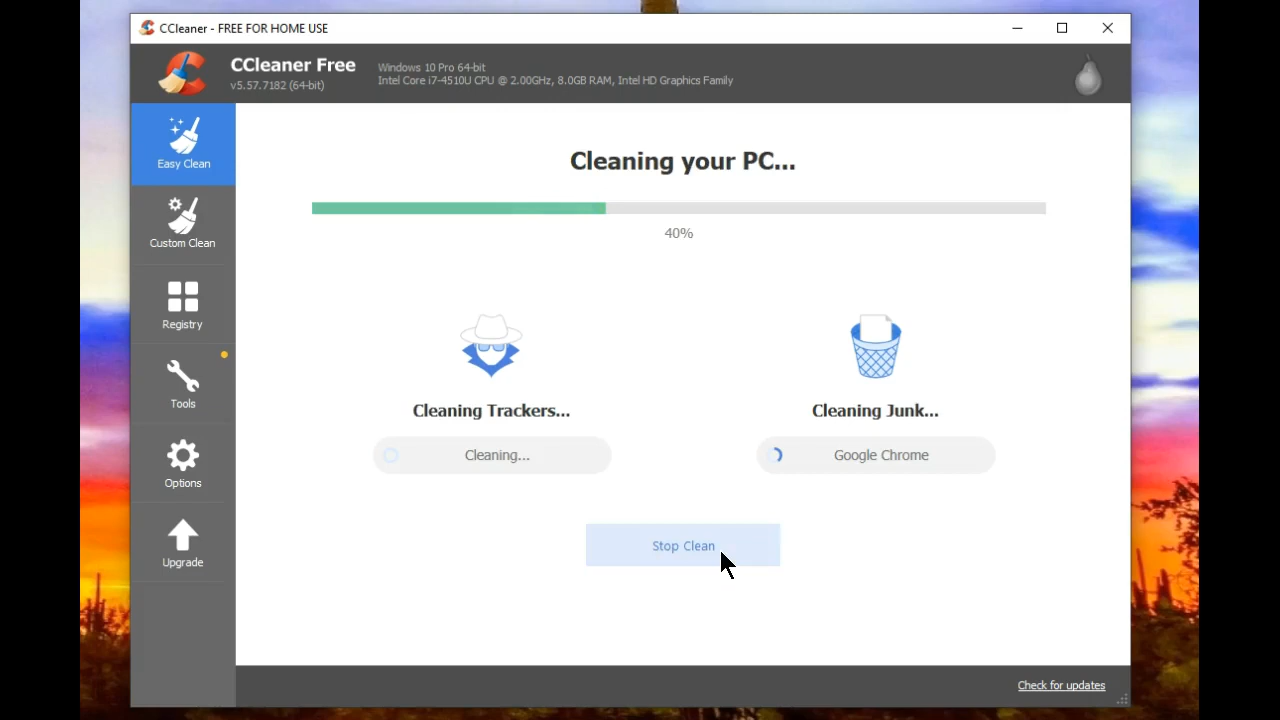 CCleaner - FREE FOR HOME USE
CCleaner Free
v5.57.7182 (64-bit)
Windows 10 Pro 64-bit
Intel Core i7-4510U CPU @ 2.00GHz, 8.0GB RAM, Intel HD Graphics Family
Easy Clean
Custom Clean
Registry
Tools
Options
Upgrade
Cleaning your PC...
40%
Cleaning Trackers...
Cleaning...
Cleaning Junk...
Google Chrome
Stop Clean
Check for updates